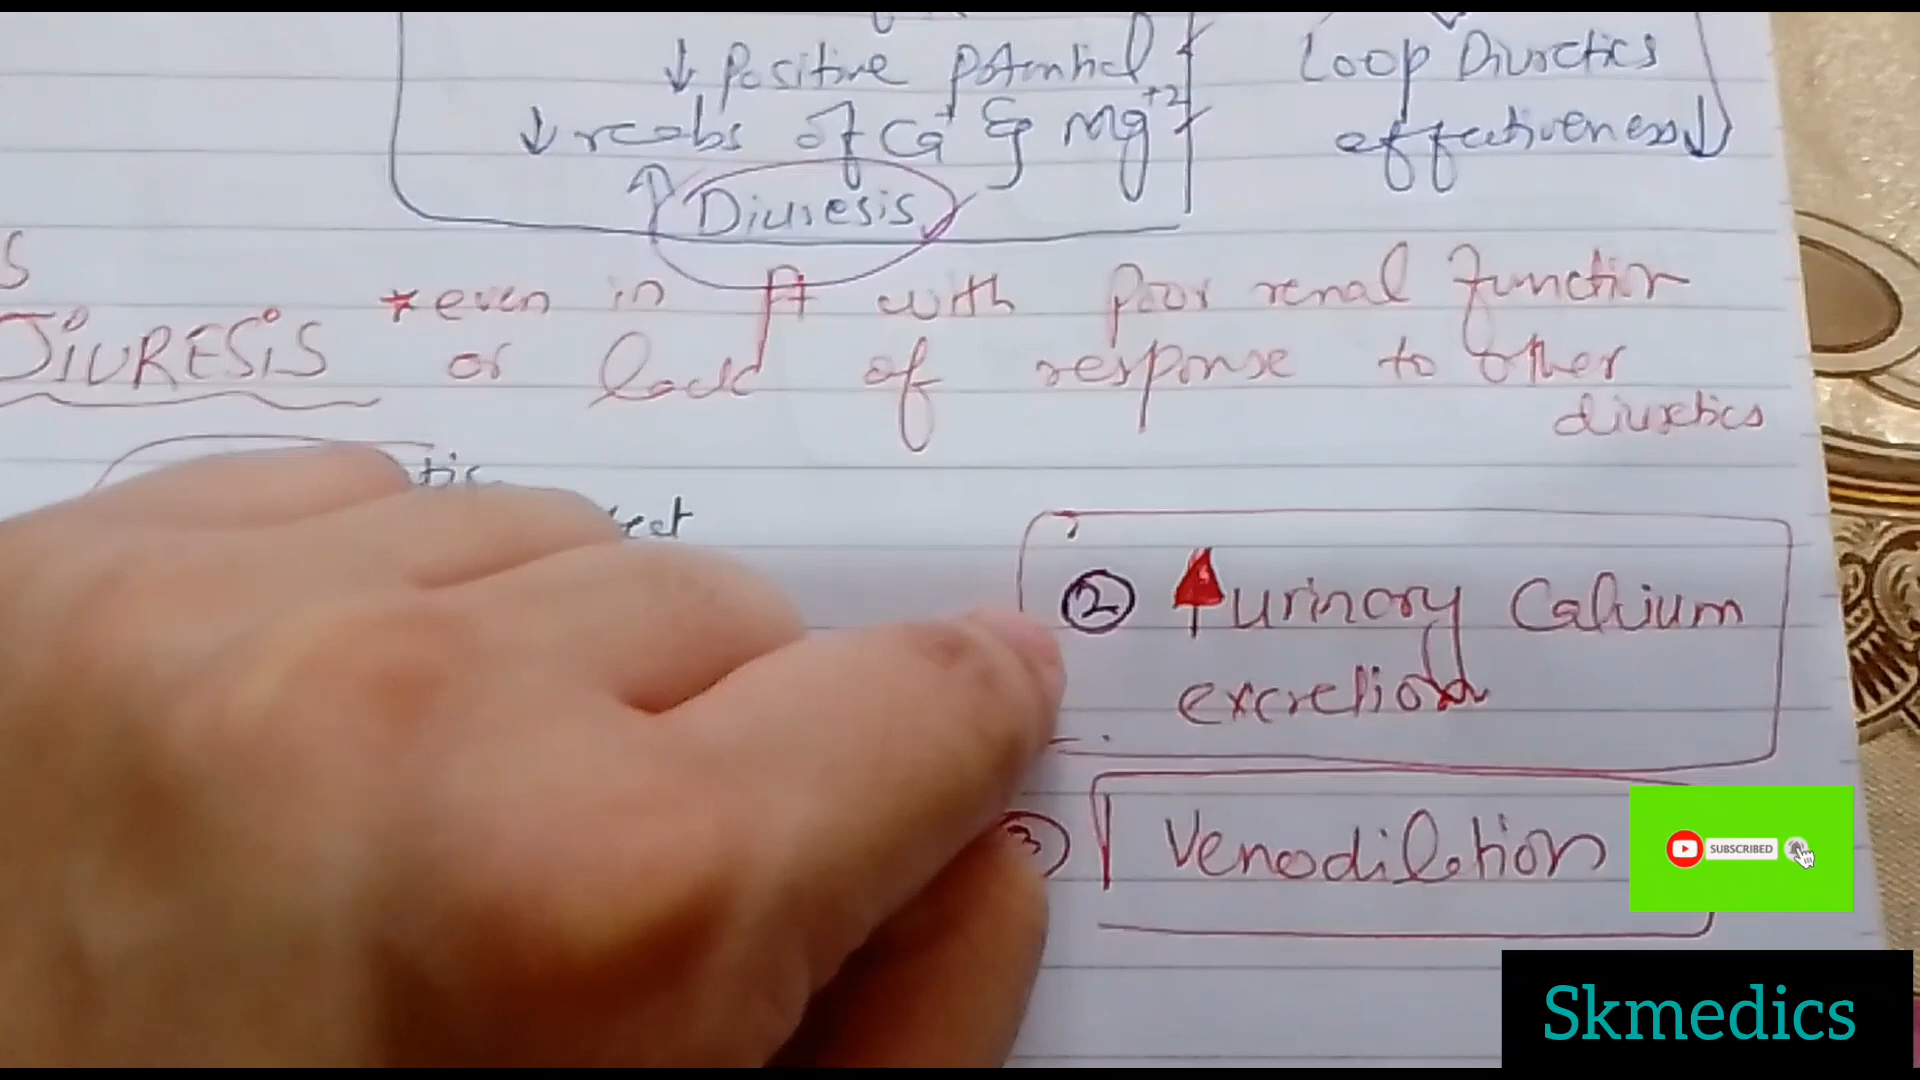 ↓ Positive potential
↓ reabs of Ca+ & Mg+2
↑ Diuresis
Loop Diuretics
effectiveness↓
S
DIURESIS
*even in Pt with Poor renal function
or lack of response to other
diuretics
② ↑ urinary Calcium
excretion
③ Venodilation
SUBSCRIBED
Skmedics